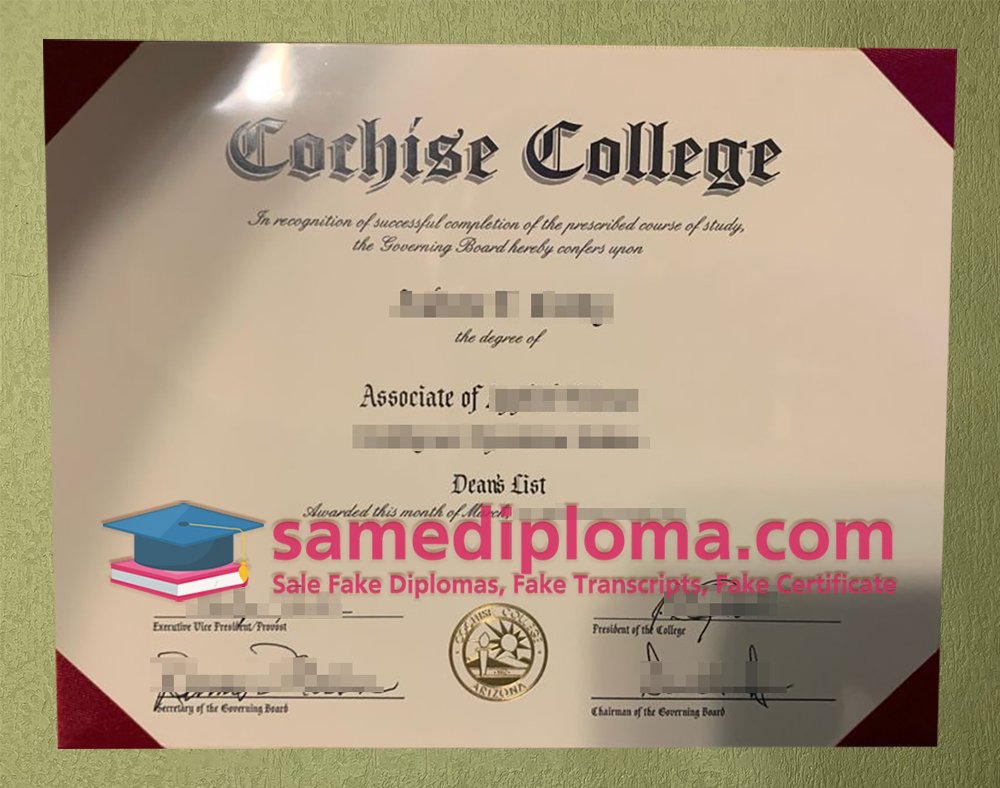 Cochise College
In recognition of successful completion of the prescribed course of study,
the Governing Board hereby confers upon
the degree of
Associate of
Dean's List
Awarded this month of March,
samediploma.com
Sale Fake Diplomas, Fake Transcripts, Fake Certificate
Executive Vice President/Provost
President of the College
COCHISE COLLEGE
ARIZONA
Secretary of the Governing Board
Chairman of the Governing Board